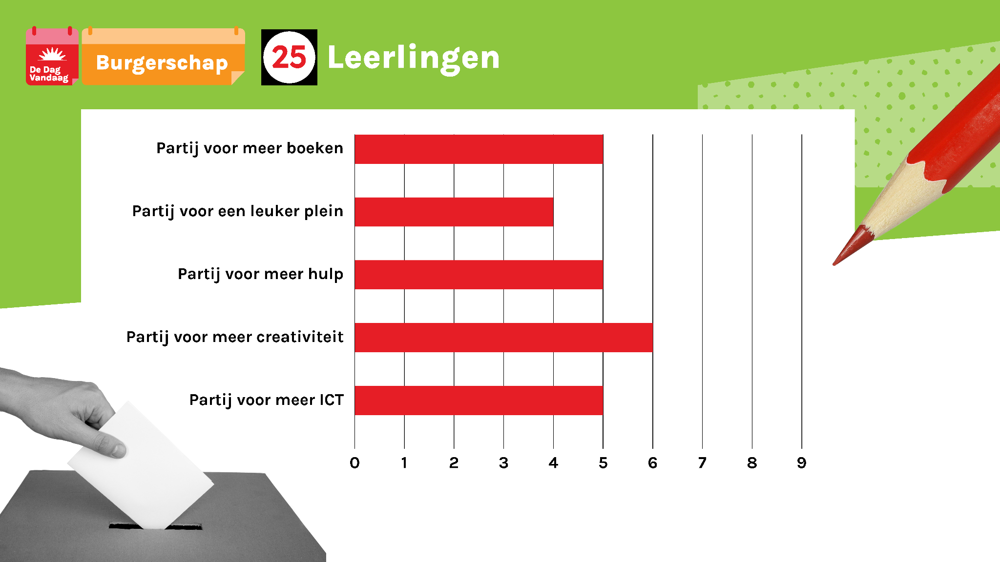 De Dag
Vandaag
Burgerschap
25 Leerlingen
Partij voor meer boeken
Partij voor een leuker plein
Partij voor meer hulp
Partij voor meer creativiteit
Partij voor meer ICT
0 1 2 3 4 5 6 7 8 9